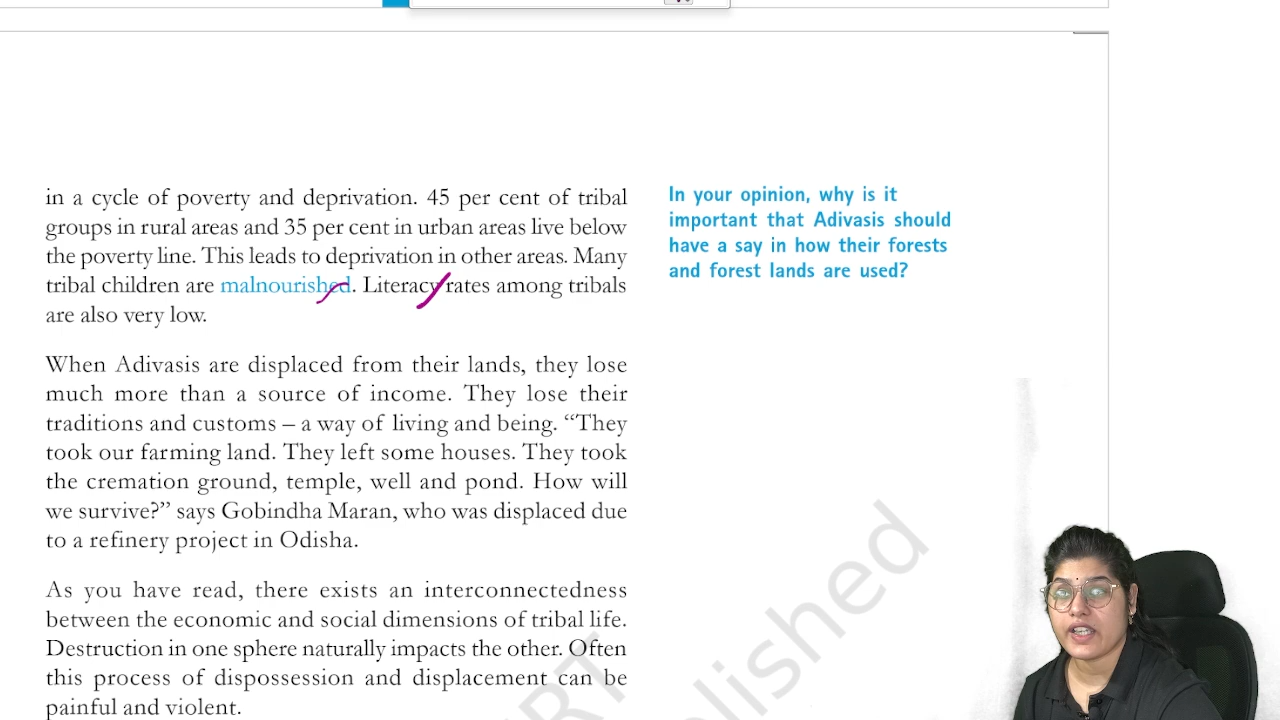 in a cycle of poverty and deprivation. 45 per cent of tribal
groups in rural areas and 35 per cent in urban areas live below
the poverty line. This leads to deprivation in other areas. Many
tribal children are malnourished. Literacy rates among tribals
are also very low.
When Adivasis are displaced from their lands, they lose
much more than a source of income. They lose their
traditions and customs – a way of living and being. “They
took our farming land. They left some houses. They took
the cremation ground, temple, well and pond. How will
we survive?” says Gobindha Maran, who was displaced due
to a refinery project in Odisha.
As you have read, there exists an interconnectedness
between the economic and social dimensions of tribal life.
Destruction in one sphere naturally impacts the other. Often
this process of dispossession and displacement can be
painful and violent.
In your opinion, why is it
important that Adivasis should
have a say in how their forests
and forest lands are used?
RT
lished